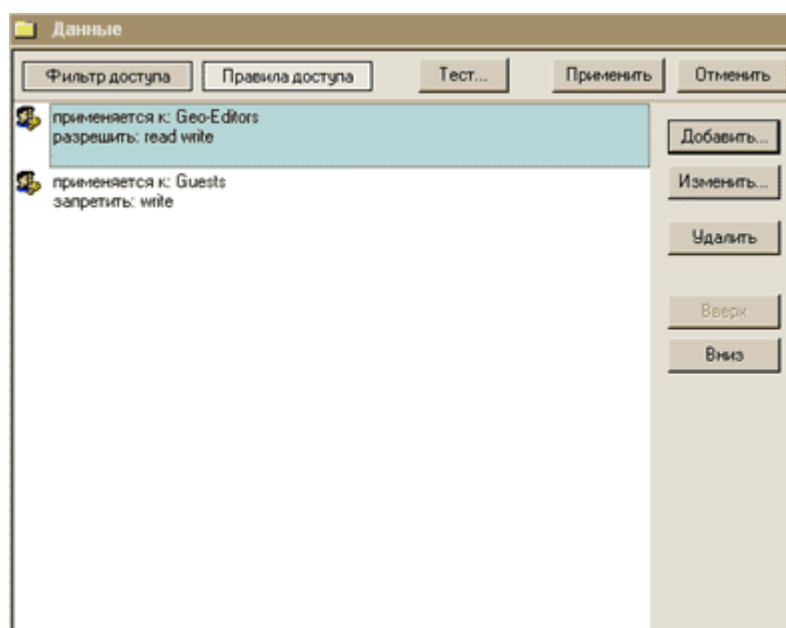 Данные
Фильтр доступа Правила доступа Тест... Применить Отменить
применяется к: Geo-Editors
разрешить: read write
Добавить...
применяется к: Guests
запретить: write
Изменить...
Удалить
Вверх
Вниз